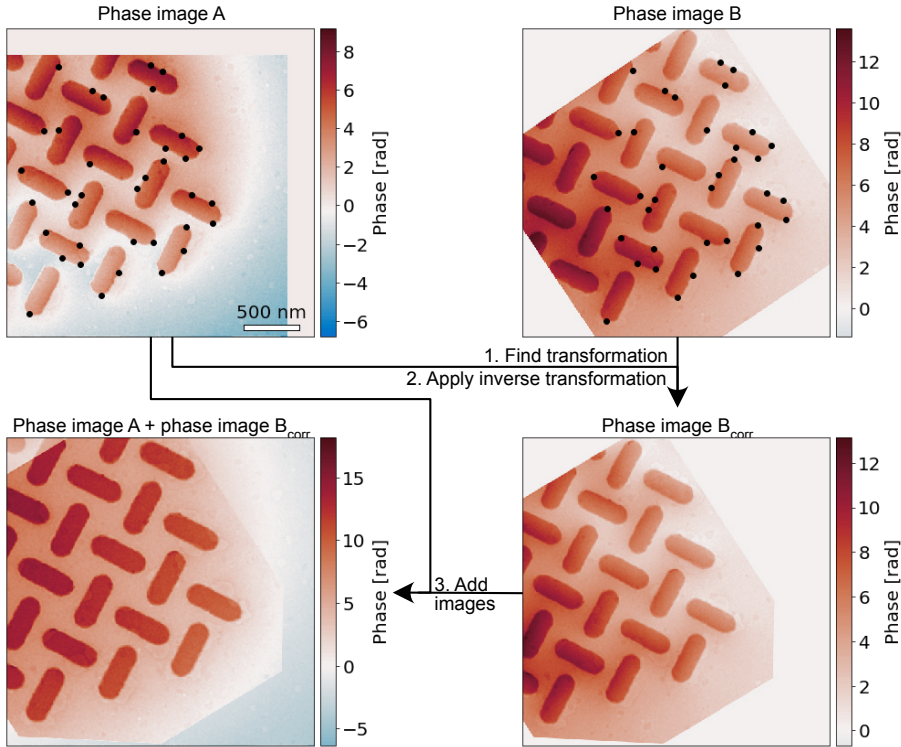 Phase image A
Phase image B
6
4
2
0
−2
−4
−6
Phase [rad]
500 nm
12
10
8
6
4
2
0
Phase [rad]
1. Find transformation
2. Apply inverse transformation
Phase image A + phase image Bcorr
Phase image Bcorr
15
10
5
0
−5
Phase [rad]
3. Add
images
12
10
8
6
4
2
0
Phase [rad]